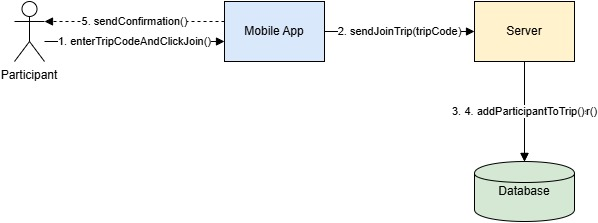 5. sendConfirmation()
Mobile App
2. sendJoinTrip(tripCode)
Server
1. enterTripCodeAndClickJoin()
Participant
3. 4. addParticipantToTrip()
Database